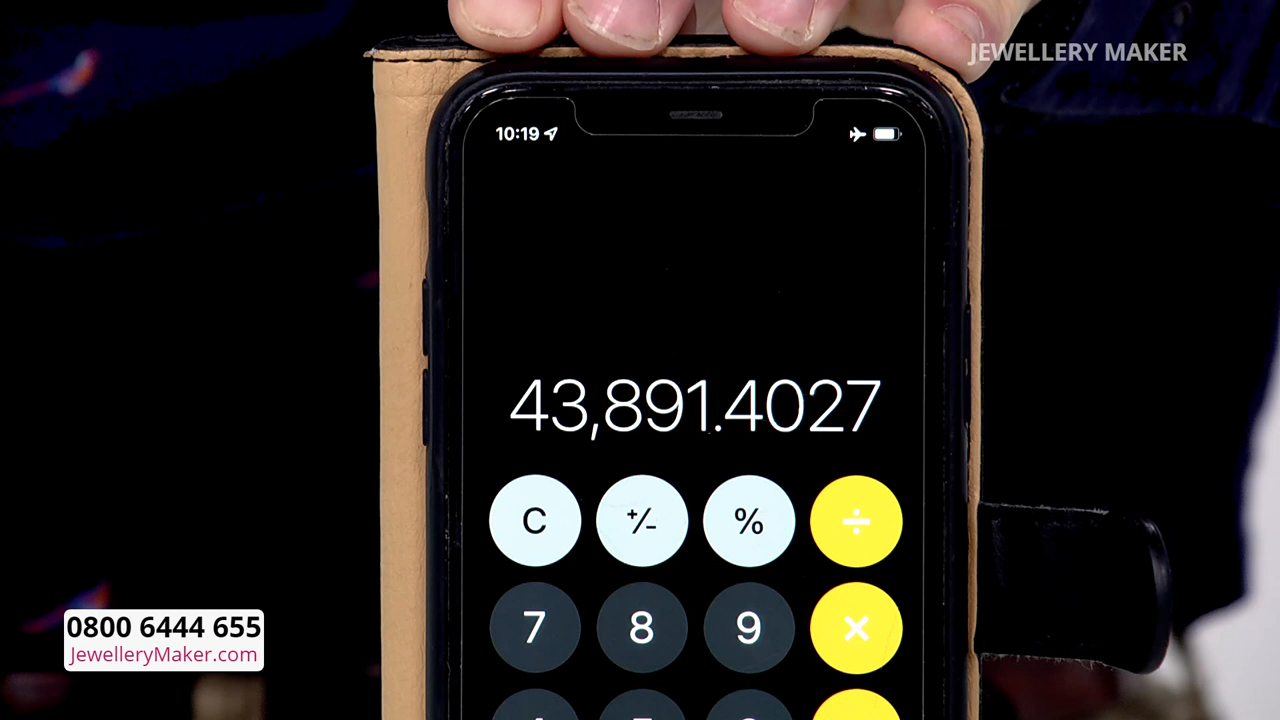 JEWELLERY MAKER
10:19
43,891.4027
C +/- % ÷
7 8 9 ×
0800 6444 655
JewelleryMaker.com